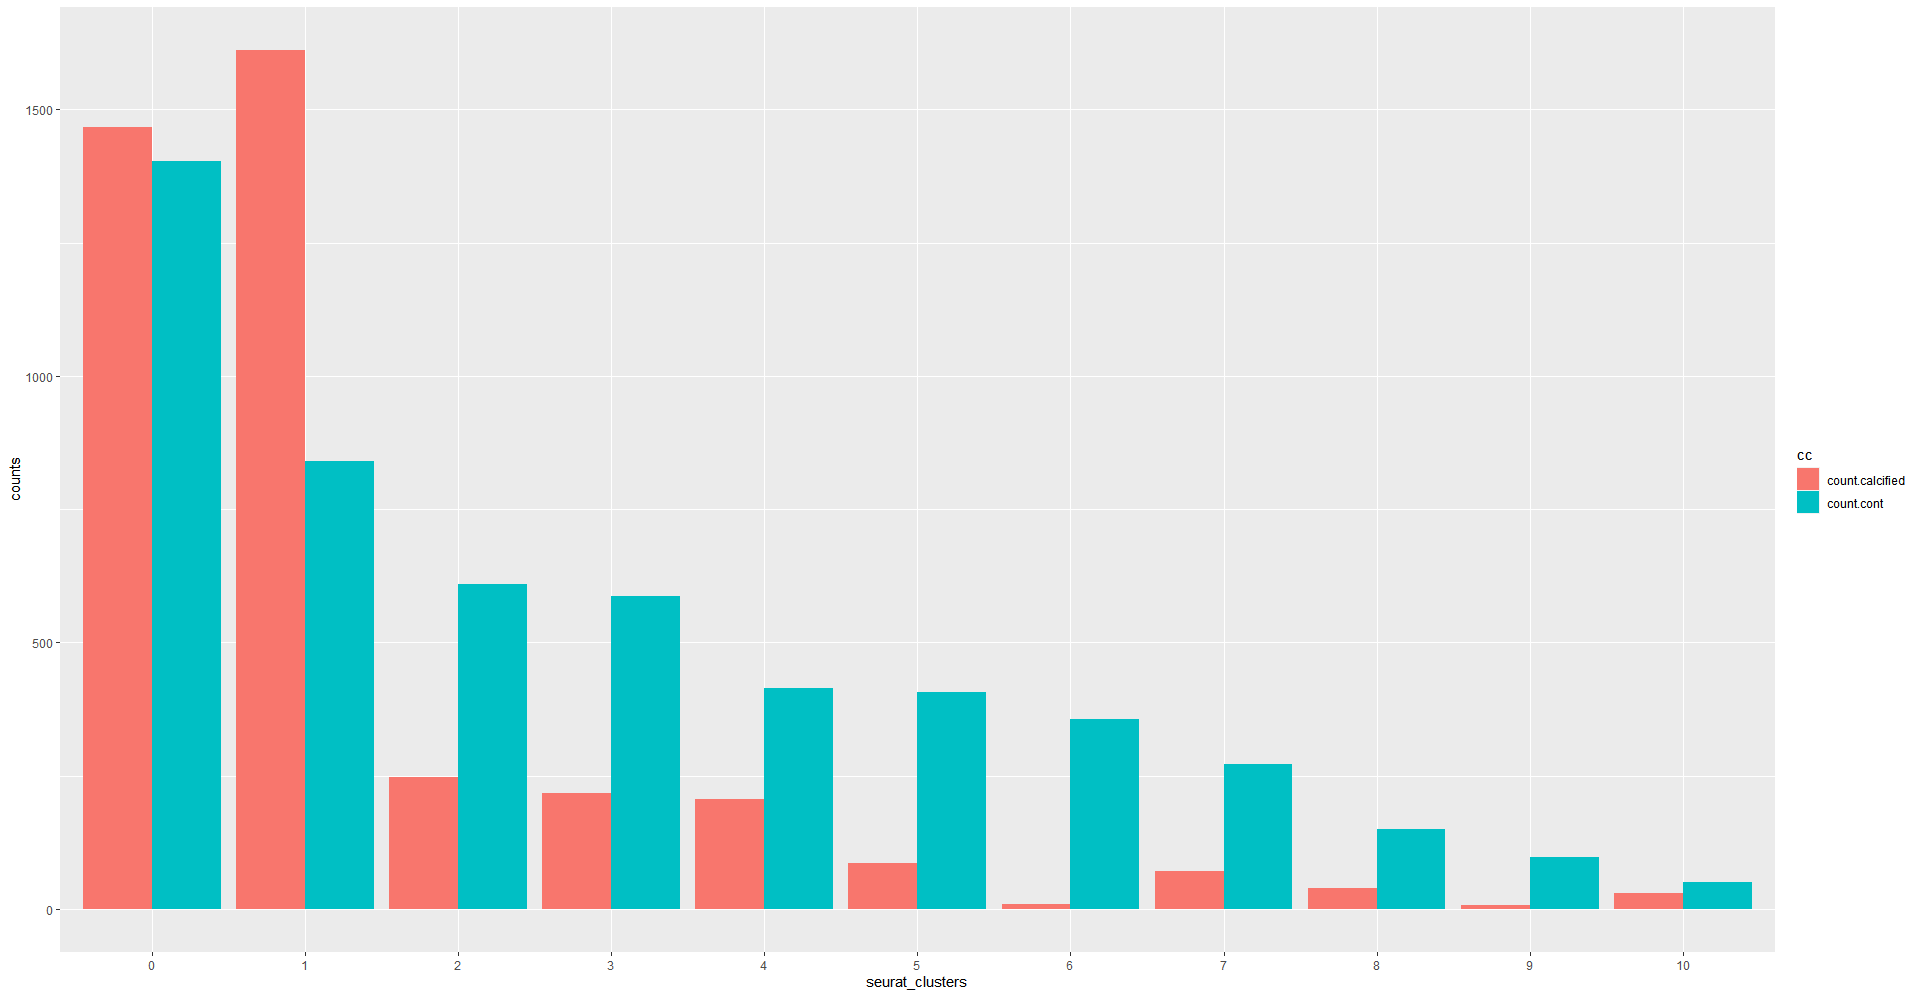 1500
1000
500
0
counts
0 1 2 3 4 5 6 7 8 9 10
seurat_clusters
cc
count.calcified
count.cont